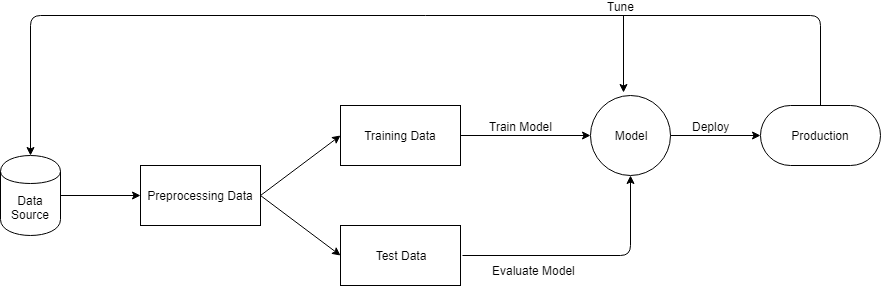 Tune
Training Data
Train Model
Model
Deploy
Production
Data
Source
Preprocessing Data
Test Data
Evaluate Model